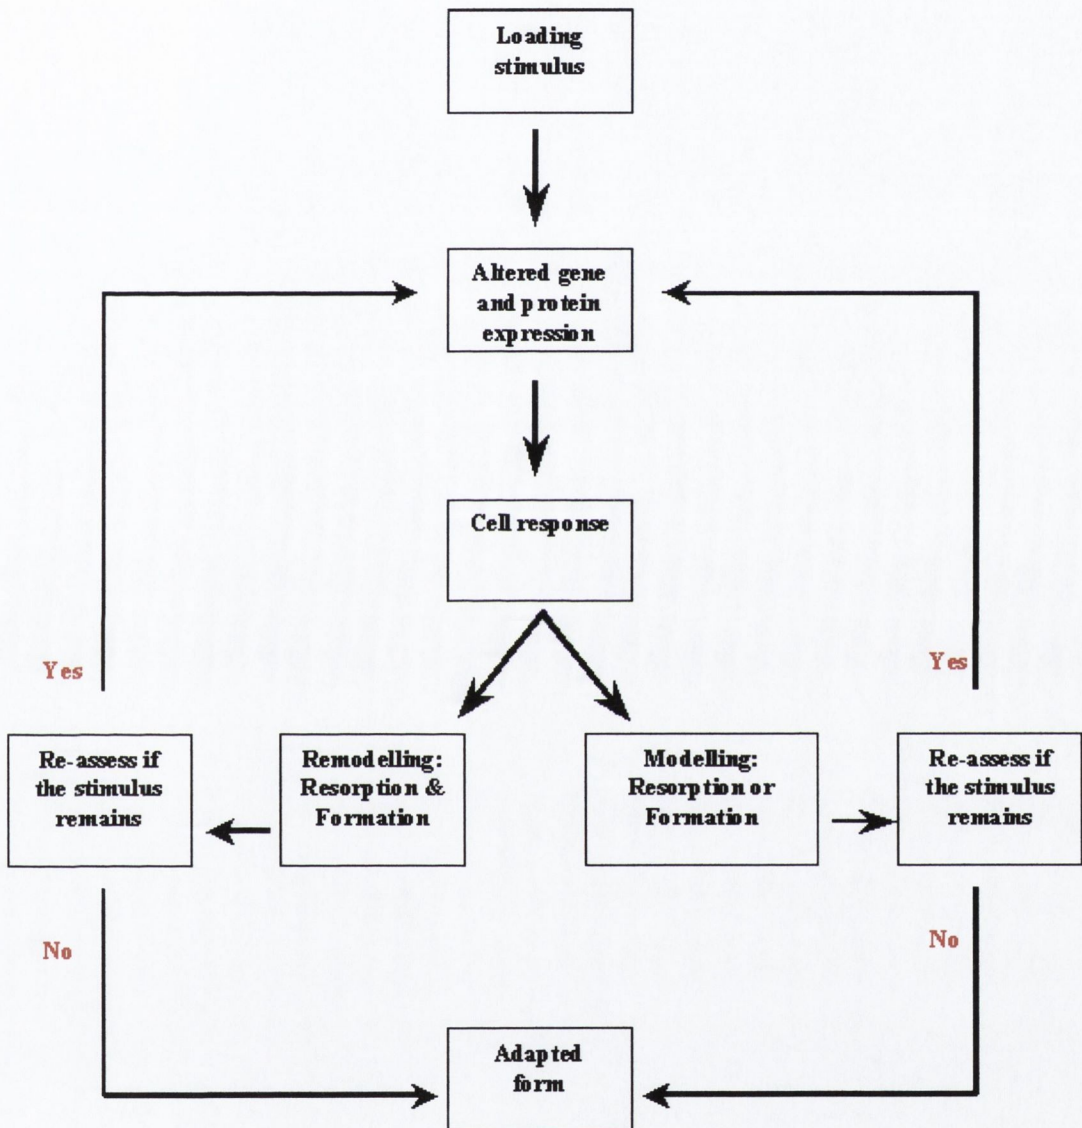 Loading
stimulus
Altered gene
and protein
expression
Cell response
Yes
Yes
Re-assess if
the stimulus
remains
Remodelling:
Resorption &
Formation
Modelling:
Resorption or
Formation
Re-assess if
the stimulus
remains
No
No
Adapted
form